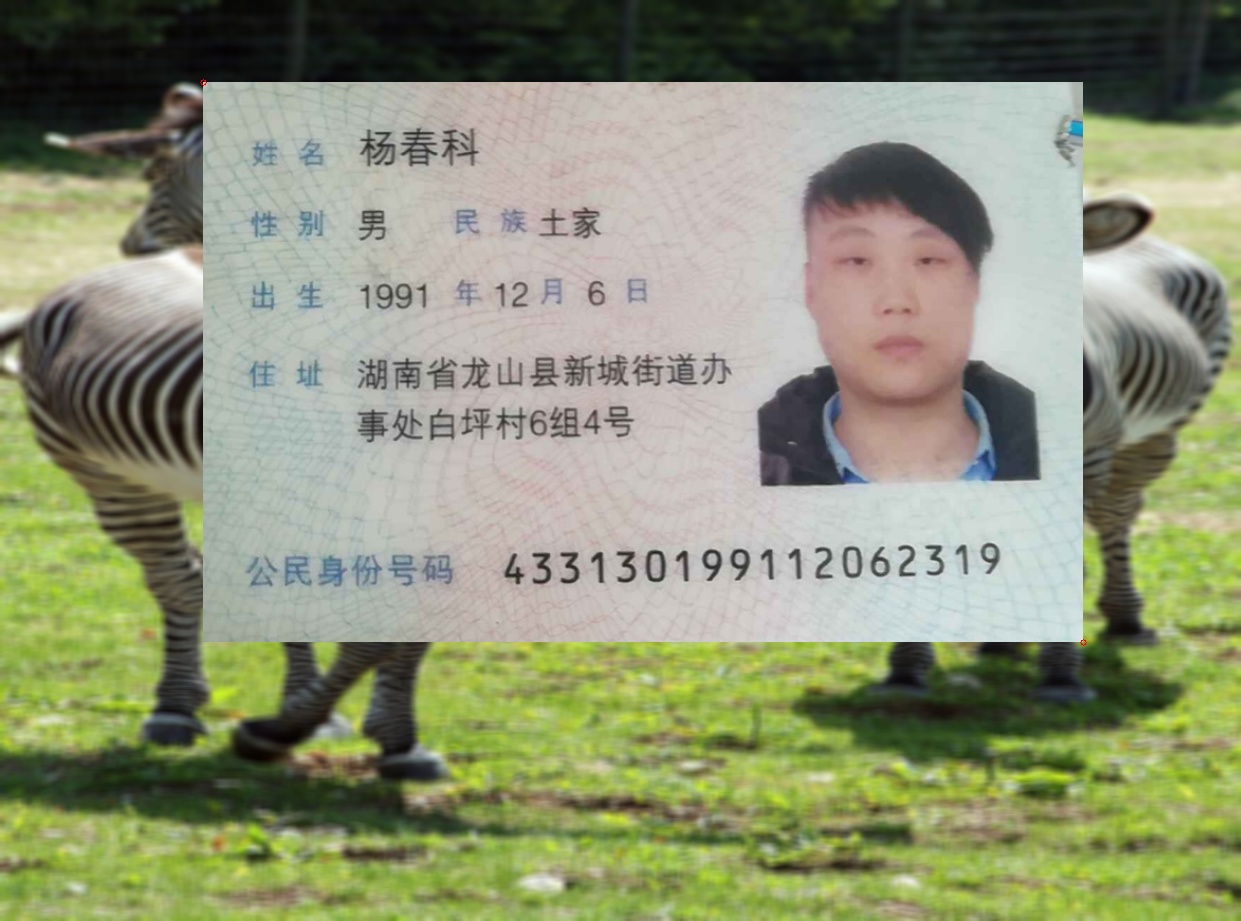 姓名 杨春科
性别 男 民族 土家
出生 1991 年 12 月 6 日
住址 湖南省龙山县新城街道办
事处白坪村6组4号
公民身份号码 433130199112062319